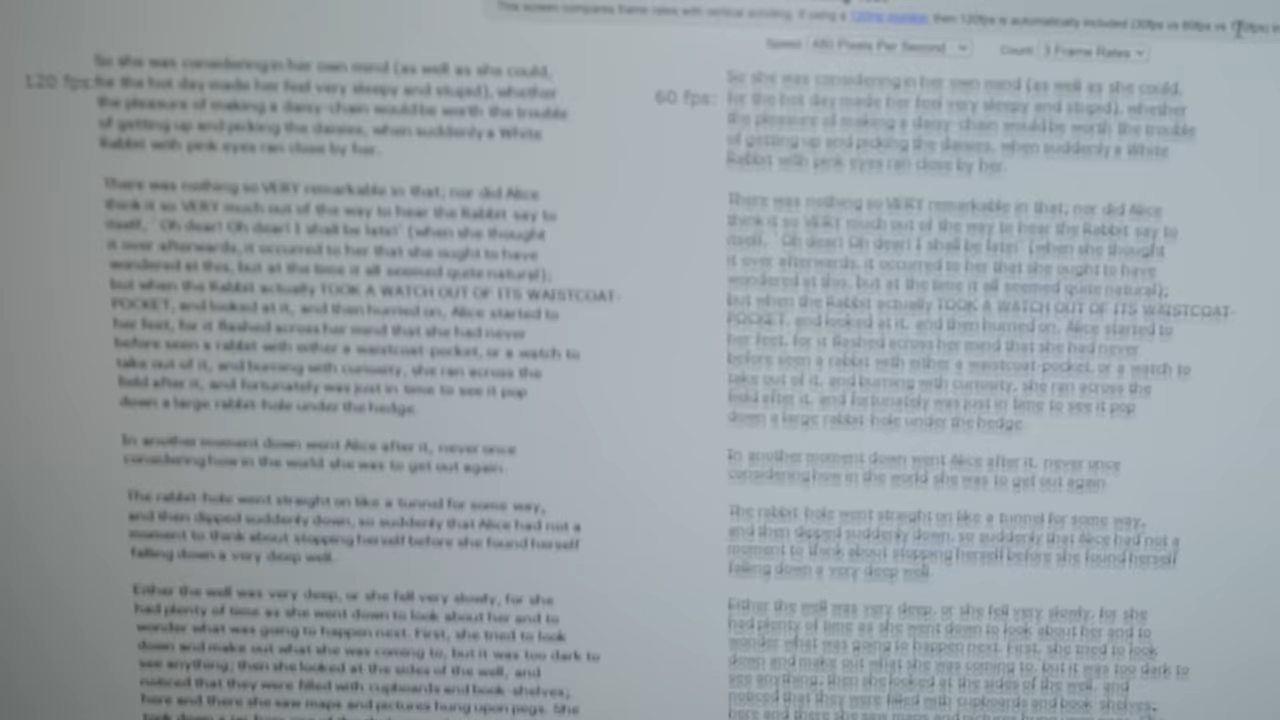 This screen compares frame rates with vertical scrolling. If using a 120Hz monitor, then 120fps is automatically included (30fps vs 60fps vs 120fps)
Speed: 480 Pixels Per Second Count: 3 Frame Rates
120 fps:
So she was considering in her own mind (as well as she could,
for the hot day made her feel very sleepy and stupid), whether
the pleasure of making a daisy-chain would be worth the trouble
of getting up and picking the daisies, when suddenly a White
Rabbit with pink eyes ran close by her.
There was nothing so VERY remarkable in that; nor did Alice
think it so VERY much out of the way to hear the Rabbit say to
itself, `Oh dear! Oh dear! I shall be late!' (when she thought
it over afterwards, it occurred to her that she ought to have
wondered at this, but at the time it all seemed quite natural);
but when the Rabbit actually TOOK A WATCH OUT OF ITS WAISTCOAT-
POCKET, and looked at it, and then hurried on, Alice started to
her feet, for it flashed across her mind that she had never
before seen a rabbit with either a waistcoat-pocket, or a watch to
take out of it, and burning with curiosity, she ran across the
field after it, and fortunately was just in time to see it pop
down a large rabbit-hole under the hedge.
In another moment down went Alice after it, never once
considering how in the world she was to get out again.
The rabbit-hole went straight on like a tunnel for some way,
and then dipped suddenly down, so suddenly that Alice had not a
moment to think about stopping herself before she found herself
falling down a very deep well.
Either the well was very deep, or she fell very slowly, for she
had plenty of time as she went down to look about her and to
wonder what was going to happen next. First, she tried to look
down and make out what she was coming to, but it was too dark to
see anything; then she looked at the sides of the well, and
noticed that they were filled with cupboards and book-shelves;
here and there she saw maps and pictures hung upon pegs. She
took down a jar from one of the
60 fps:
So she was considering in her own mind (as well as she could,
for the hot day made her feel very sleepy and stupid), whether
the pleasure of making a daisy-chain would be worth the trouble
of getting up and picking the daisies, when suddenly a White
Rabbit with pink eyes ran close by her.
There was nothing so VERY remarkable in that; nor did Alice
think it so VERY much out of the way to hear the Rabbit say to
itself, `Oh dear! Oh dear! I shall be late!' (when she thought
it over afterwards, it occurred to her that she ought to have
wondered at this, but at the time it all seemed quite natural);
but when the Rabbit actually TOOK A WATCH OUT OF ITS WAISTCOAT-
POCKET, and looked at it, and then hurried on, Alice started to
her feet, for it flashed across her mind that she had never
before seen a rabbit with either a waistcoat-pocket, or a watch to
take out of it, and burning with curiosity, she ran across the
field after it, and fortunately was just in time to see it pop
down a large rabbit-hole under the hedge.
In another moment down went Alice after it, never once
considering how in the world she was to get out again.
The rabbit-hole went straight on like a tunnel for some way,
and then dipped suddenly down, so suddenly that Alice had not a
moment to think about stopping herself before she found herself
falling down a very deep well.
Either the well was very deep, or she fell very slowly, for she
had plenty of time as she went down to look about her and to
wonder what was going to happen next. First, she tried to look
down and make out what she was coming to, but it was too dark to
see anything; then she looked at the sides of the well, and
noticed that they were filled with cupboards and book-shelves;
here and there she saw maps and pictures hung upon pegs. She